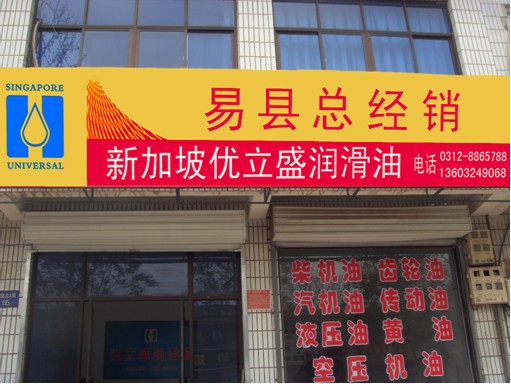 SINGAPORE
UNIVERSAL
易县总经销
新加坡优立盛润滑油
电话
0312-8865788
13603249068
柴机油 齿轮油
汽机油 传动油
液压油 黄 油
空 压 机 油
65